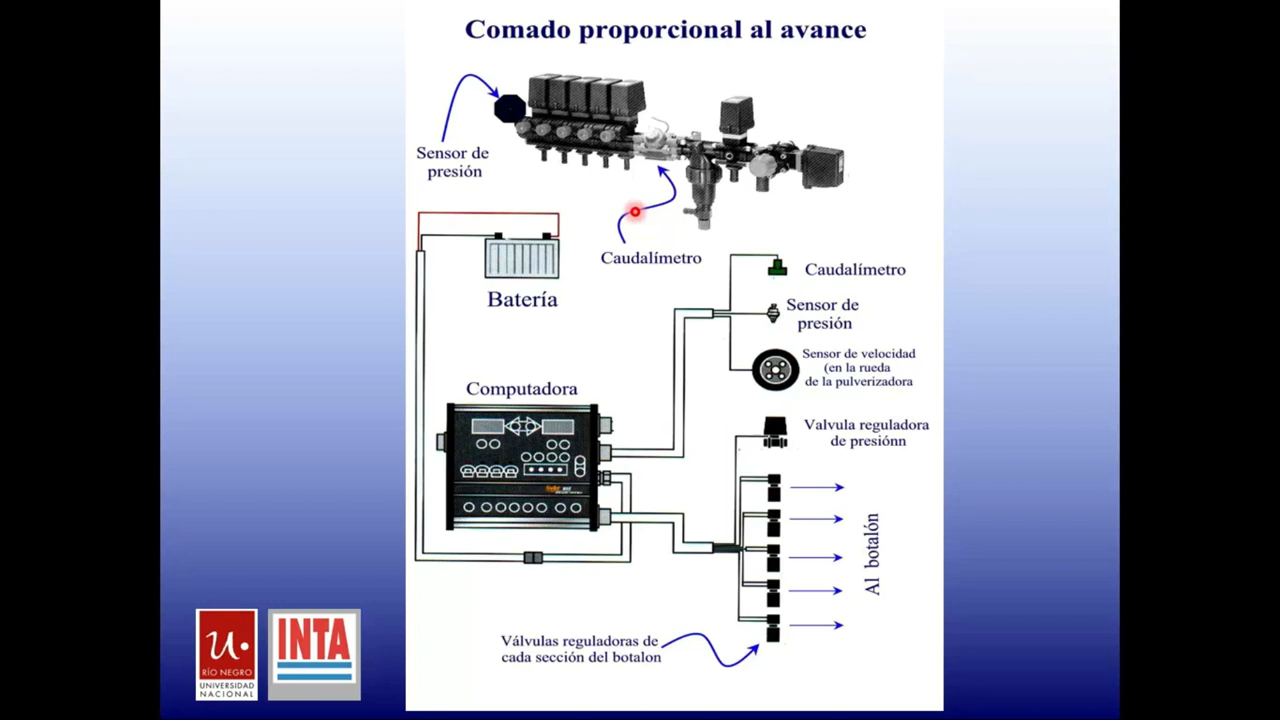 Comado proporcional al avance
Sensor de
presión
Caudalímetro
Batería
Caudalímetro
Sensor de
presión
Sensor de velocidad
(en la rueda
de la pulverizadora
Computadora
Valvula reguladora
de presiónn
Al botalón
Válvulas reguladoras de
cada sección del botalon
u.
RÍO NEGRO
UNIVERSIDAD
NACIONAL
INTA